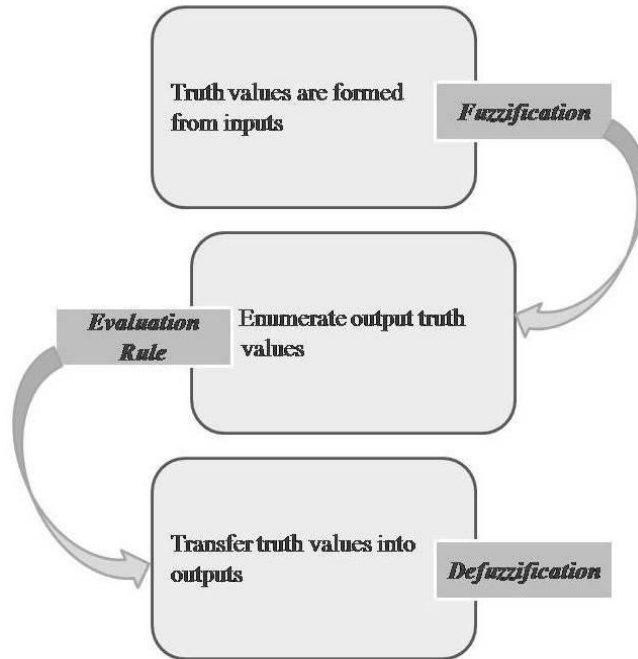 Truth values are formed
from inputs
Fuzzification
Evaluation
Rule
Enumerate output truth
values
Transfer truth values into
outputs
Defuzzification